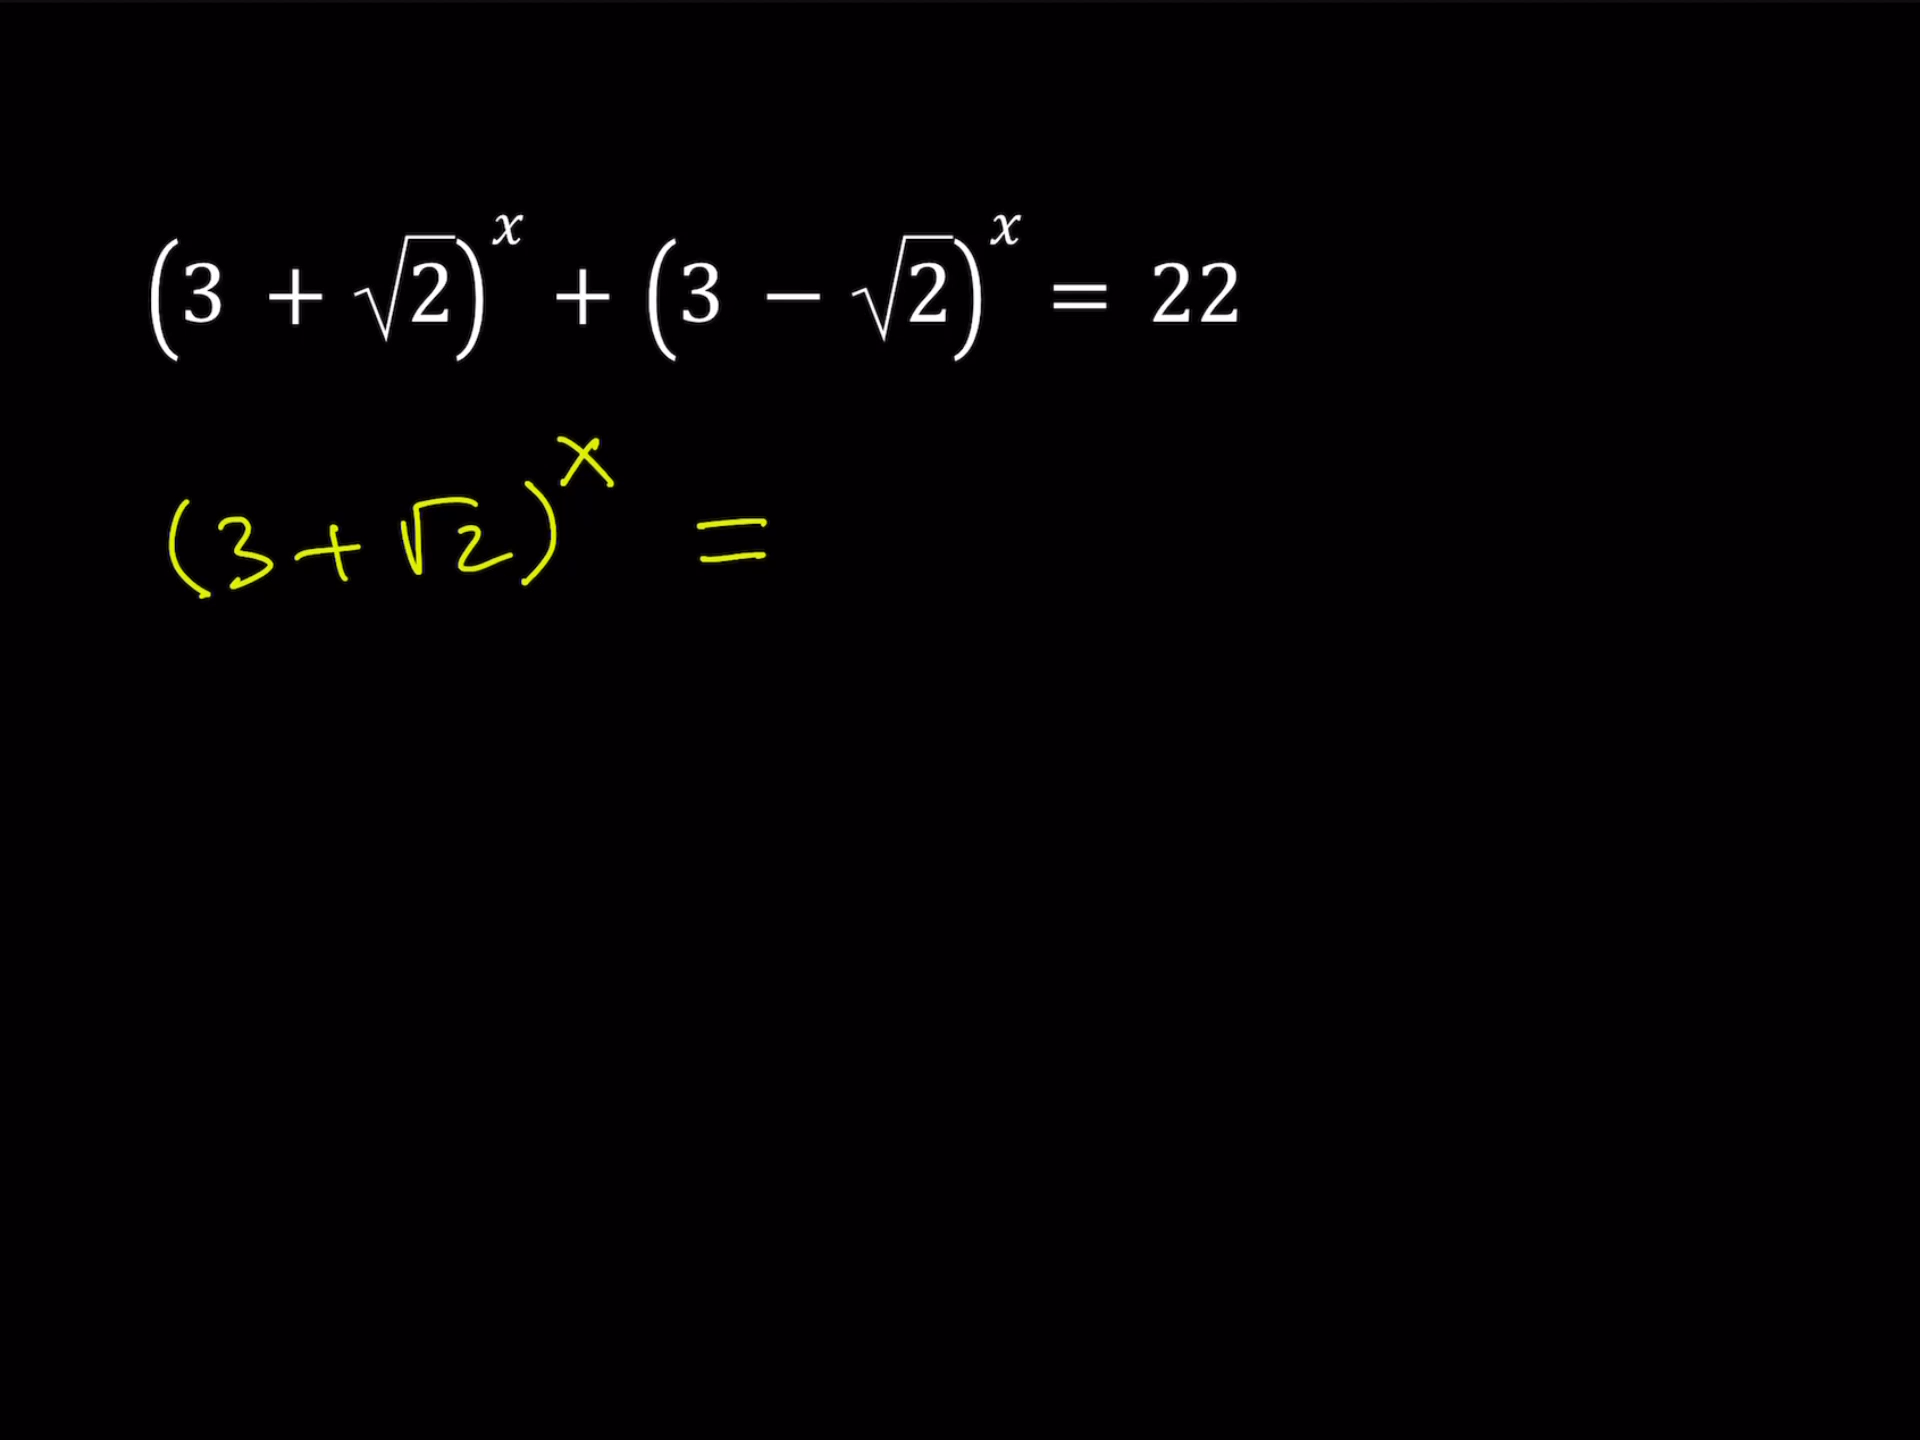 (3 + √2)^x + (3 − √2)^x = 22
(3 + √2)^x =